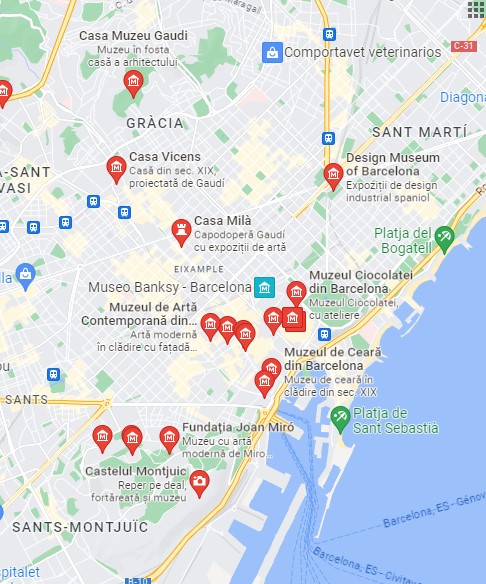 Casa Muzeu Gaudi
Muzeu în fosta
casă a arhitectului
Comportavet veterinarios
C-31
Diagona
GRÀCIA
SANT MARTÍ
A-SANT
VASI
Casa Vicens
Casă din sec. XIX,
proiectată de Gaudí
Design Museum
of Barcelona
Expoziții de design
industrial spaniol
Casa Milà
Capodoperă Gaudí
cu expoziții de artă
Platja del
Bogatell
EIXAMPLE
Museo Banksy - Barcelona
Muzeul Ciocolatei
din Barcelona
Muzeul Ciocolatei,
cu ateliere
Muzeul de Artă
Contemporană din...
Artă modernă
în clădire cu fațadă...
Muzeul de Ceară
din Barcelona
Muzeu de ceară în
clădire din sec. XIX
SANTS
Platja de
Sant Sebastià
Fundația Joan Miró
Muzeu cu artă
modernă de Miro...
Castelul Montjuic
Reper pe deal,
fortăreață și muzeu
SANTS-MONTJUÏC
Barcelona, ES - Génov
Barcelona, ES - Civitav
spitalet
B-10